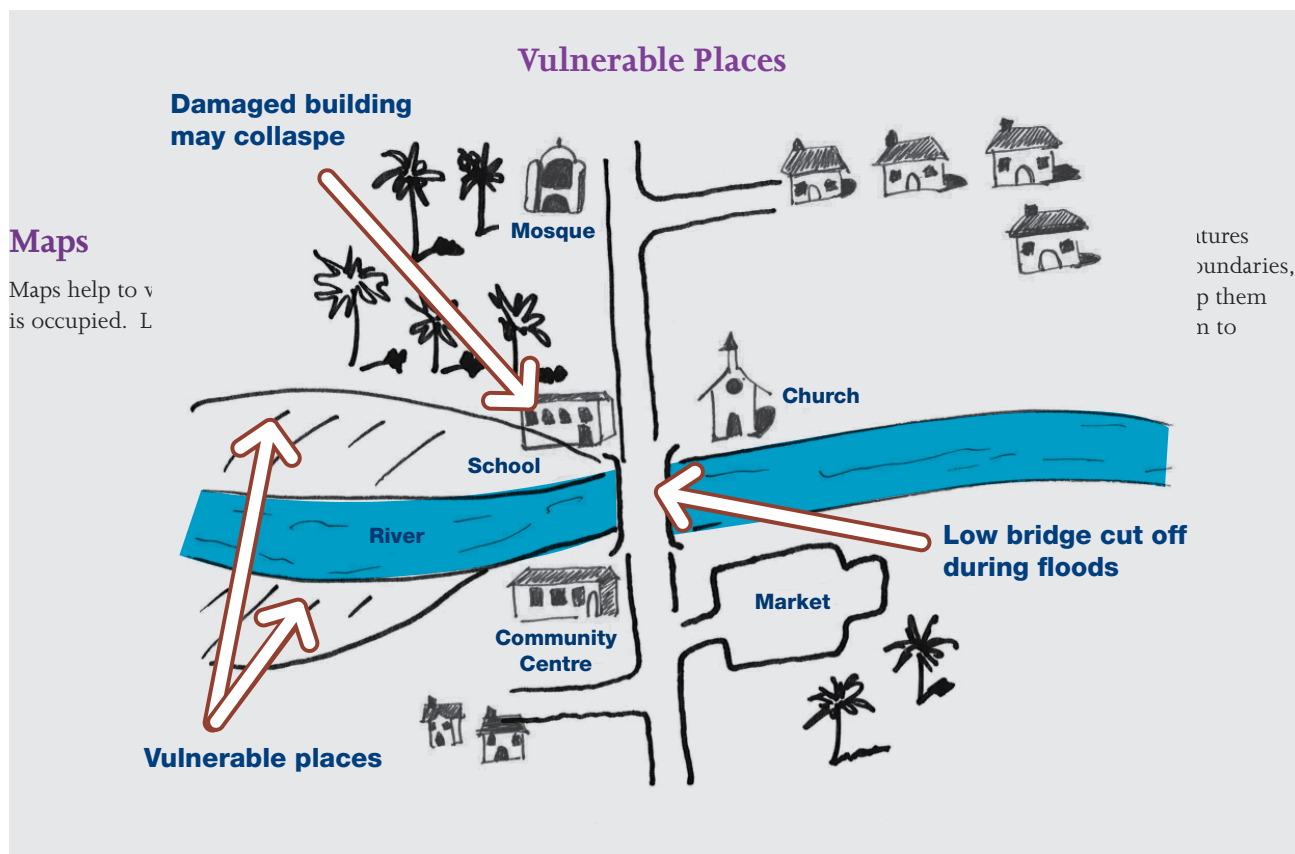 Vulnerable Places
Damaged building
may collaspe
Mosque
Maps
Maps help to
is occupied.
atures
oundaries,
p them
n to
Church
School
River
Low bridge cut off
during floods
Market
Community
Centre
Vulnerable places